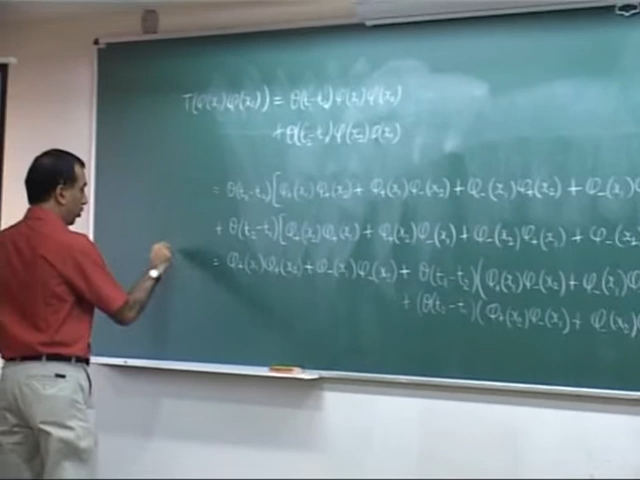 T(φ(x₁)φ(x₂)) = θ(t₁-t₂)φ(x₁)φ(x₂)
+θ(t₂-t₁)φ(x₂)φ(x₁)
= θ(t₁-t₂)[φ₊(x₁)φ₊(x₂) + φ₊(x₁)φ₋(x₂) + φ₋(x₁)φ₊(x₂) + φ₋(x₁)
+ θ(t₂-t₁)[φ₊(x₂)φ₊(x₁) + φ₊(x₂)φ₋(x₁) + φ₋(x₂)φ₊(x₁) + φ₋(x₂)
= φ₊(x₁)φ₊(x₂) + φ₋(x₁)φ₋(x₂) + θ(t₁-t₂)(φ₊(x₁)φ₋(x₂) + φ₋(x₁)φ
+ (θ(t₂-t₁)(φ₊(x₂)φ₋(x₁) + φ₋(x₂)φ